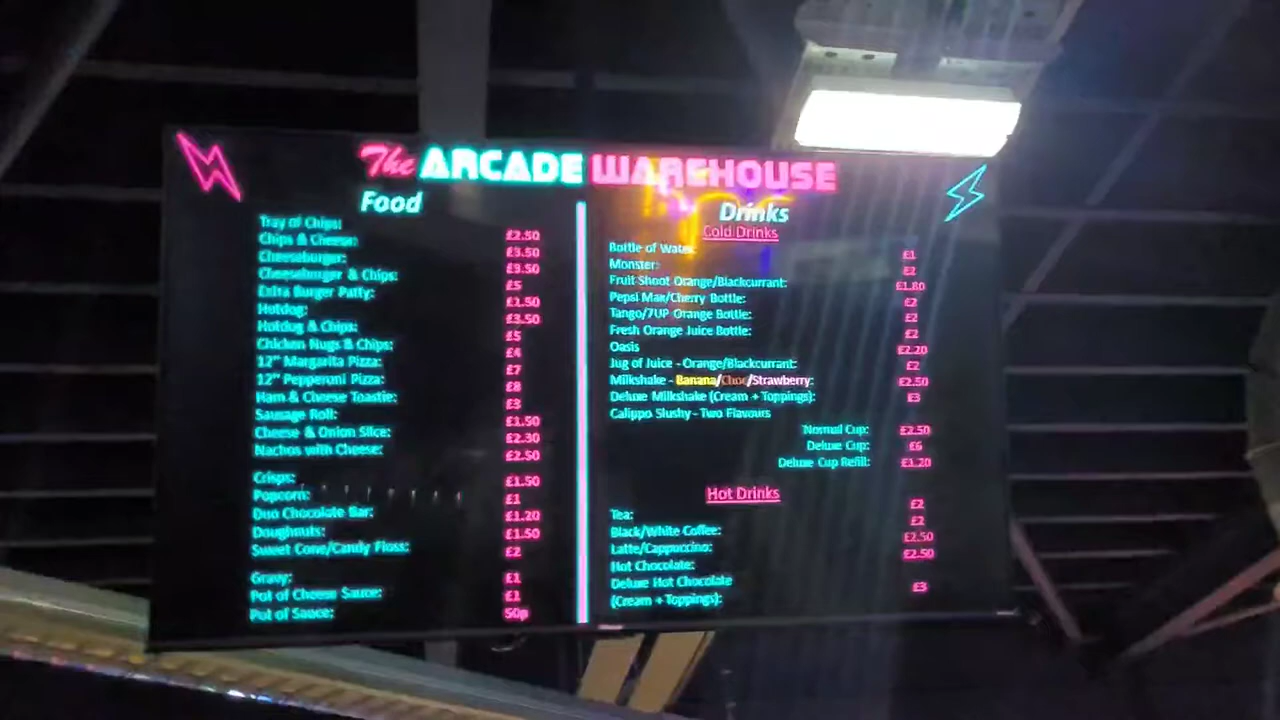 The ARCADE WAREHOUSE
Food
Tray of Chips: £2.50
Chips & Cheese: £3.50
Cheeseburger: £3.50
Cheeseburger & Chips: £5
Extra Burger Patty: £1.50
Hotdog: £3.50
Hotdog & Chips: £5
Chicken Nugs & Chips: £4
12" Margarita Pizza: £7
12" Pepperoni Pizza: £8
Ham & Cheese Toastie: £3
Sausage Roll: £1.50
Cheese & Onion Slice: £2.30
Nachos with Cheese: £2.50
Crisps: £1.50
Popcorn: £1
Duo Chocolate Bar: £1.20
Doughnuts: £1.50
Sweet Cone/Candy Floss: £2
Gravy: £1
Pot of Cheese Sauce: £1
Pot of Sauce: 50p
Drinks
Cold Drinks
Bottle of Water: £1
Monster: £2
Fruit Shoot Orange/Blackcurrant: £1.80
Pepsi Max/Cherry Bottle: £2
Tango/7UP Orange Bottle: £2
Fresh Orange Juice Bottle: £2
Oasis £2.20
Jug of Juice - Orange/Blackcurrant: £2
Milkshake - Banana/Choc/Strawberry: £2.50
Deluxe Milkshake (Cream + Toppings): £3
Calippo Slushy - Two Flavours
Normal Cup: £2.50
Deluxe Cup: £6
Deluxe Cup Refill: £1.20
Hot Drinks
Tea: £2
Black/White Coffee: £2
Latte/Cappuccino: £2.50
Hot Chocolate: £2.50
Deluxe Hot Chocolate
(Cream + Toppings): £3